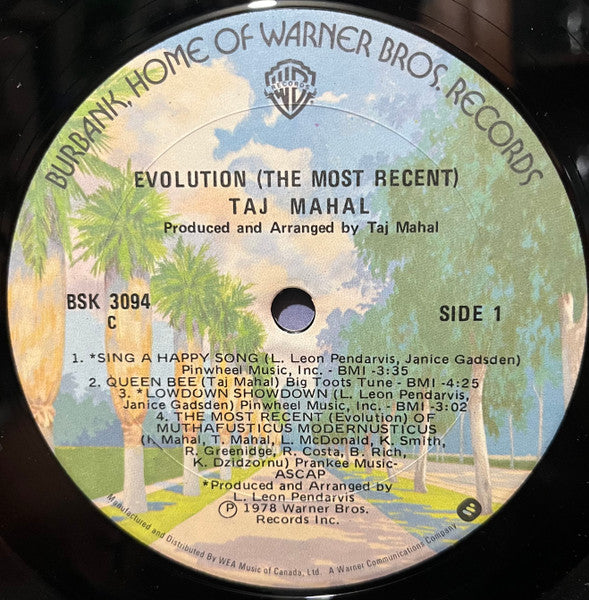 BURBANK, HOME OF WARNER BROS. RECORDS
RECORDS
EVOLUTION (THE MOST RECENT)
TAJ MAHAL
Produced and Arranged by Taj Mahal
BSK 3094
C
SIDE 1
1. *SING A HAPPY SONG (L. Leon Pendarvis, Janice Gadsden)
Pinwheel Music, Inc. - BMI -3:35
2. QUEEN BEE (Taj Mahal) Big Toots Tune - BMI -4:25
3. *LOWDOWN SHOWDOWN (L. Leon Pendarvis,
Janice Gadsden) Pinwheel Music, Inc. - BMI -3:02
4. THE MOST RECENT (Evolution) OF
MUTHAFUSTICUS MODERNUSTICUS
(I. Mahal, T. Mahal, L. McDonald, K. Smith,
R. Greenidge, R. Costa, B. Rich,
K. Dzidzornu) Prankee Music-
ASCAP
*Produced and Arranged by
L. Leon Pendarvis
Ⓟ 1978 Warner Bros.
Records Inc.
Manufactured and Distributed By WEA Music of Canada, Ltd. A Warner Communications Company